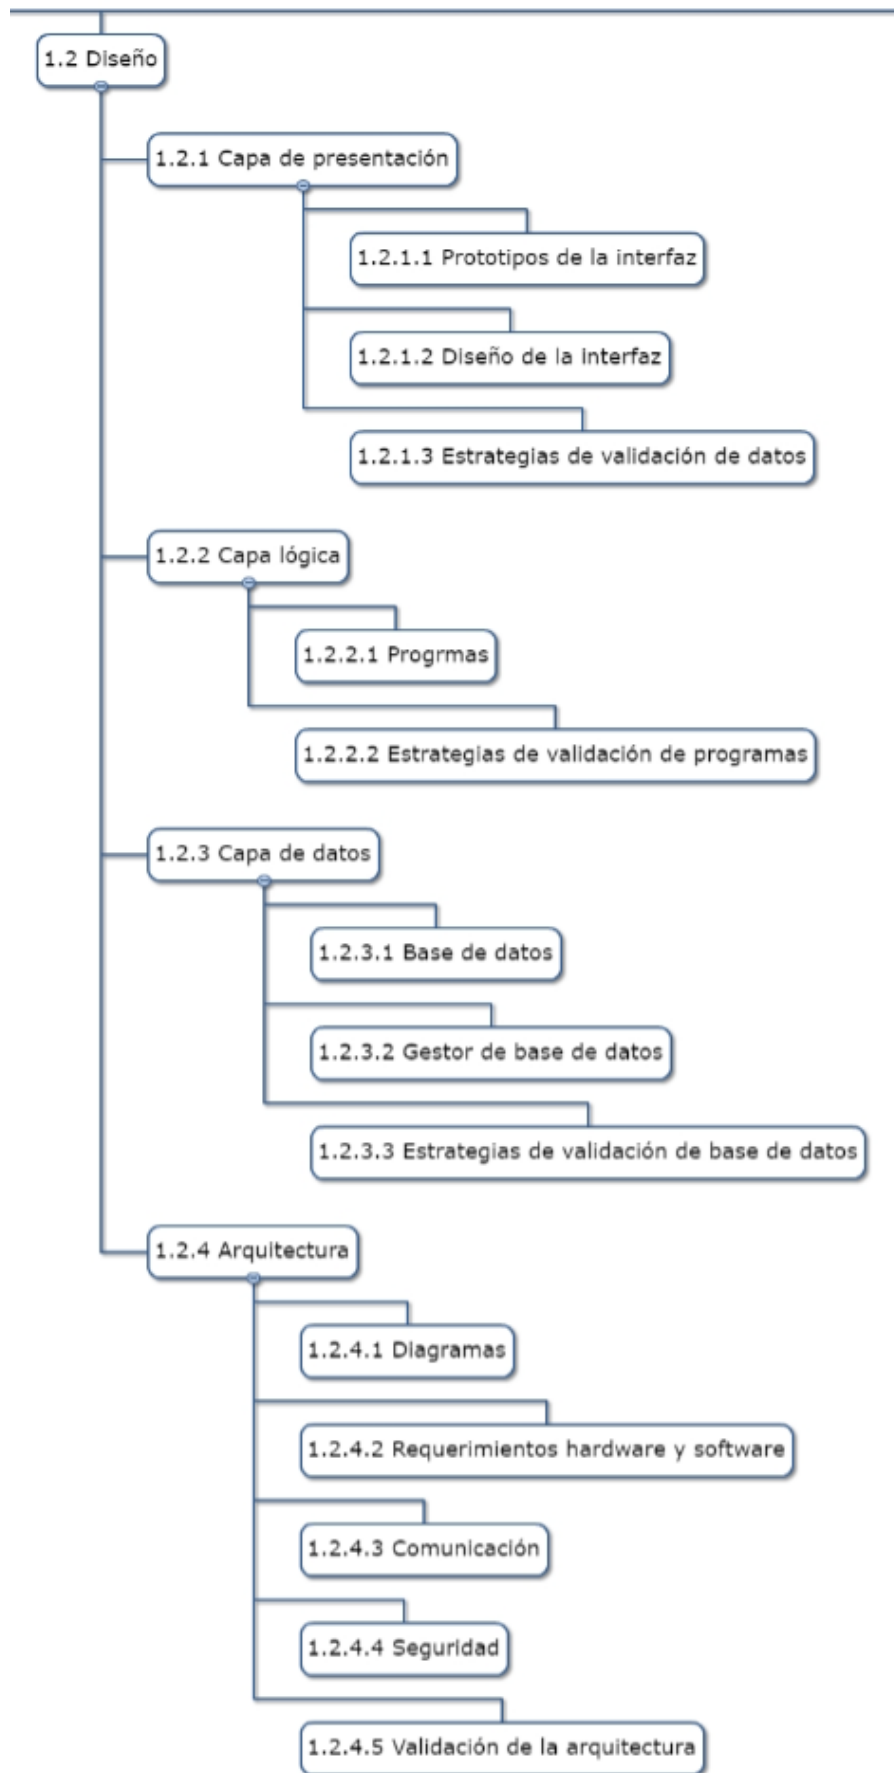 1.2 Diseño
1.2.1 Capa de presentación
1.2.1.1 Prototipos de la interfaz
1.2.1.2 Diseño de la interfaz
1.2.1.3 Estrategias de validación de datos
1.2.2 Capa lógica
1.2.2.1 Progrmas
1.2.2.2 Estrategias de validación de programas
1.2.3 Capa de datos
1.2.3.1 Base de datos
1.2.3.2 Gestor de base de datos
1.2.3.3 Estrategias de validación de base de datos
1.2.4 Arquitectura
1.2.4.1 Diagramas
1.2.4.2 Requerimientos hardware y software
1.2.4.3 Comunicación
1.2.4.4 Seguridad
1.2.4.5 Validación de la arquitectura